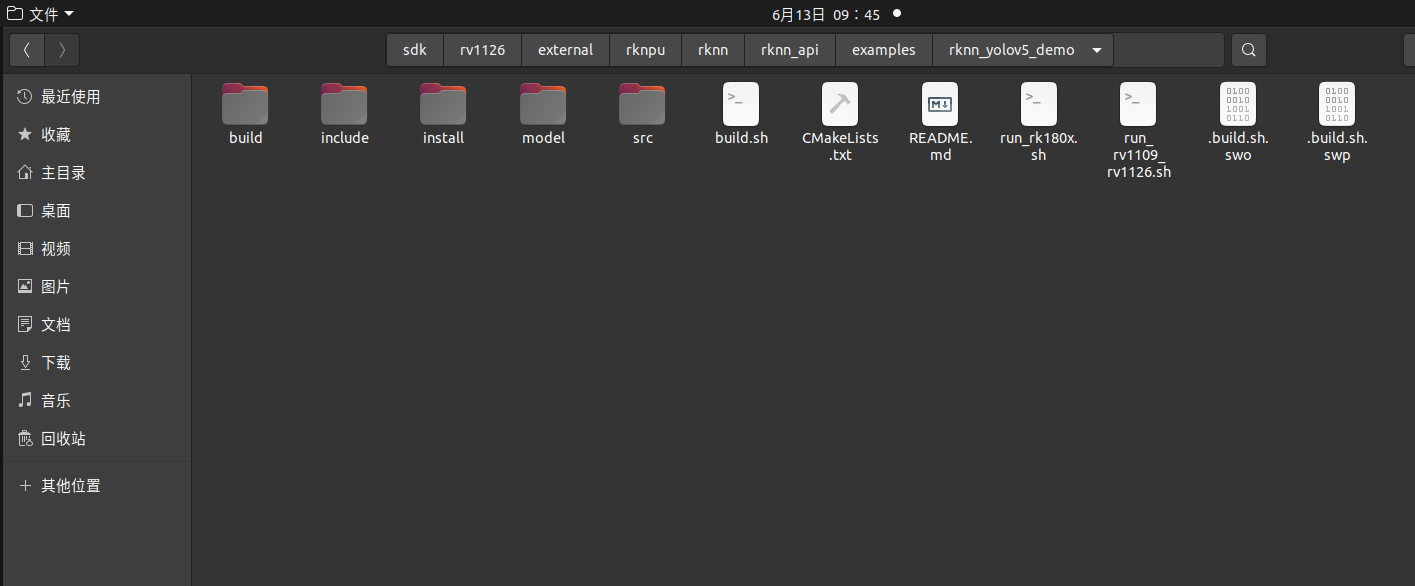 文件
6月13日 09：45
sdk
rv1126
external
rknpu
rknn
rknn_api
examples
rknn_yolov5_demo
最近使用
收藏
主目录
桌面
视频
图片
文档
下载
音乐
回收站
其他位置
build
include
install
model
src
build.sh
CMakeLists
.txt
README.
md
run_rk180x.
sh
run_
rv1109_
rv1126.sh
.build.sh.
swo
.build.sh.
swp